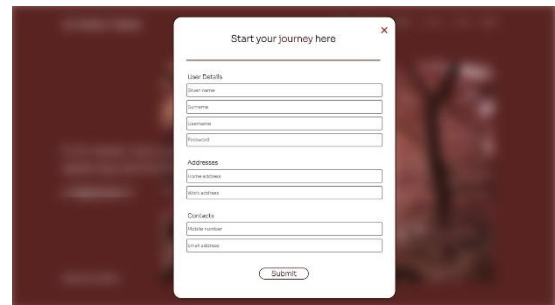 Start your journey here
×
User Details
Given name
Surname
Username
Password
Addresses
Home address
Work address
Contacts
Mobile number
Email address
Submit